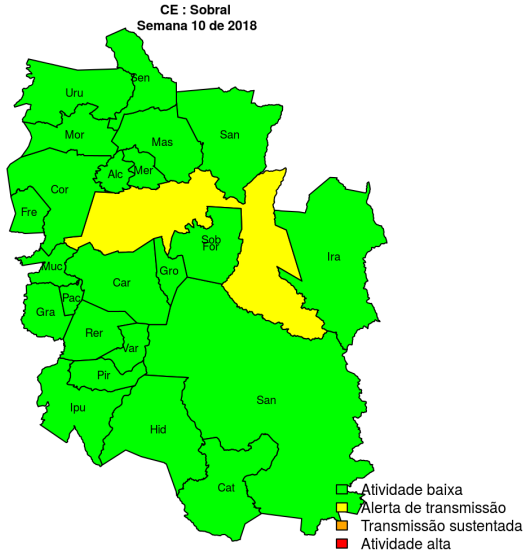 CE : Sobral
Semana 10 de 2018
Sen
Uru
Mor
Mas
San
Alc
Mer
Cor
Fre
Sob
For
Ira
Muc
Gro
Car
Pac
Gra
Rer
Var
Pir
San
Ipu
Hid
Cat
Atividade baixa
Alerta de transmissão
Transmissão sustentada
Atividade alta